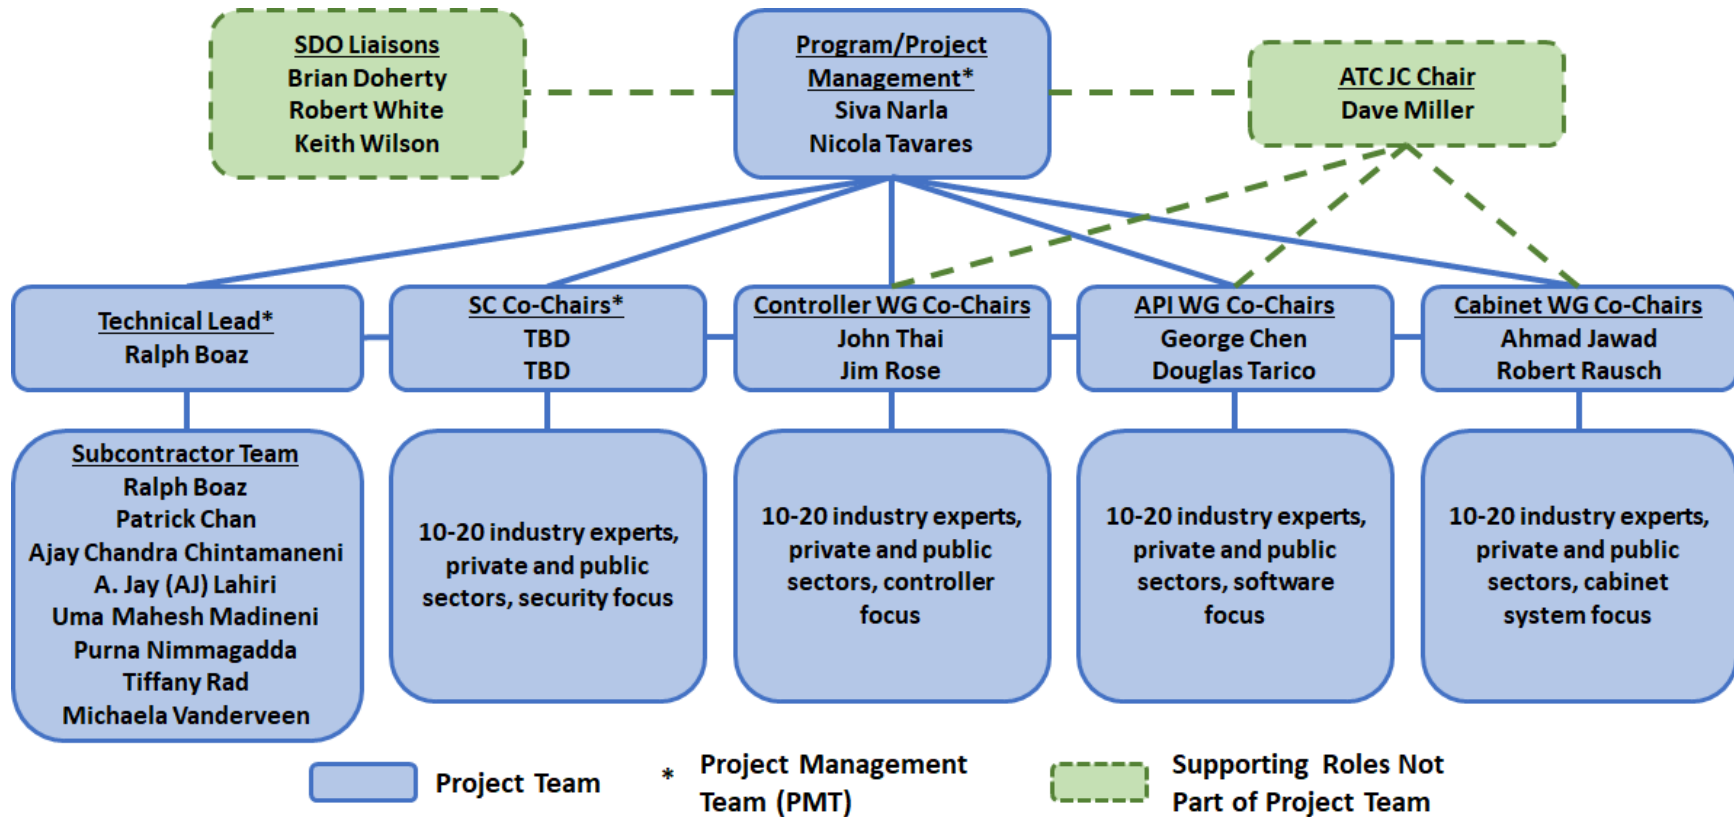 SDO Liaisons
Brian Doherty
Robert White
Keith Wilson
Program/Project
Management*
Siva Narla
Nicola Tavares
ATC JC Chair
Dave Miller
Technical Lead*
Ralph Boaz
SC Co-Chairs*
TBD
TBD
Controller WG Co-Chairs
John Thai
Jim Rose
API WG Co-Chairs
George Chen
Douglas Tarico
Cabinet WG Co-Chairs
Ahmad Jawad
Robert Rausch
Subcontractor Team
Ralph Boaz
Patrick Chan
Ajay Chandra Chintamaneni
A. Jay (AJ) Lahiri
Uma Mahesh Madineni
Purna Nimmagadda
Tiffany Rad
Michaela Vanderveen
10-20 industry experts,
private and public
sectors, security focus
10-20 industry experts,
private and public
sectors, controller
focus
10-20 industry experts,
private and public
sectors, software
focus
10-20 industry experts,
private and public
sectors, cabinet
system focus
Project Team
* Project Management
Team (PMT)
Supporting Roles Not
Part of Project Team